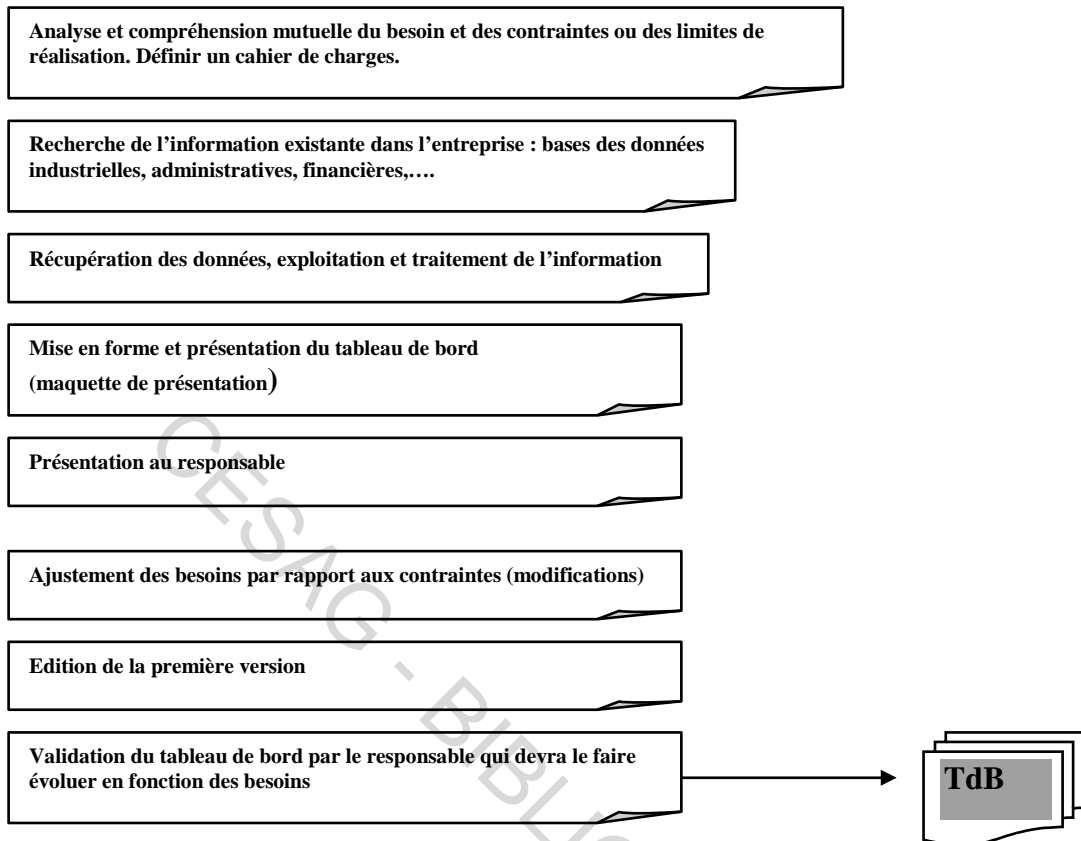 Analyse et compréhension mutuelle du besoin et des contraintes ou des limites de
réalisation. Définir un cahier de charges.
Recherche de l’information existante dans l’entreprise : bases des données
industrielles, administratives, financières,….
Récupération des données, exploitation et traitement de l’information
Mise en forme et présentation du tableau de bord
(maquette de présentation)
Présentation au responsable
Ajustement des besoins par rapport aux contraintes (modifications)
Edition de la première version
Validation du tableau de bord par le responsable qui devra le faire
évoluer en fonction des besoins
TdB
CESAG - BIBLIO